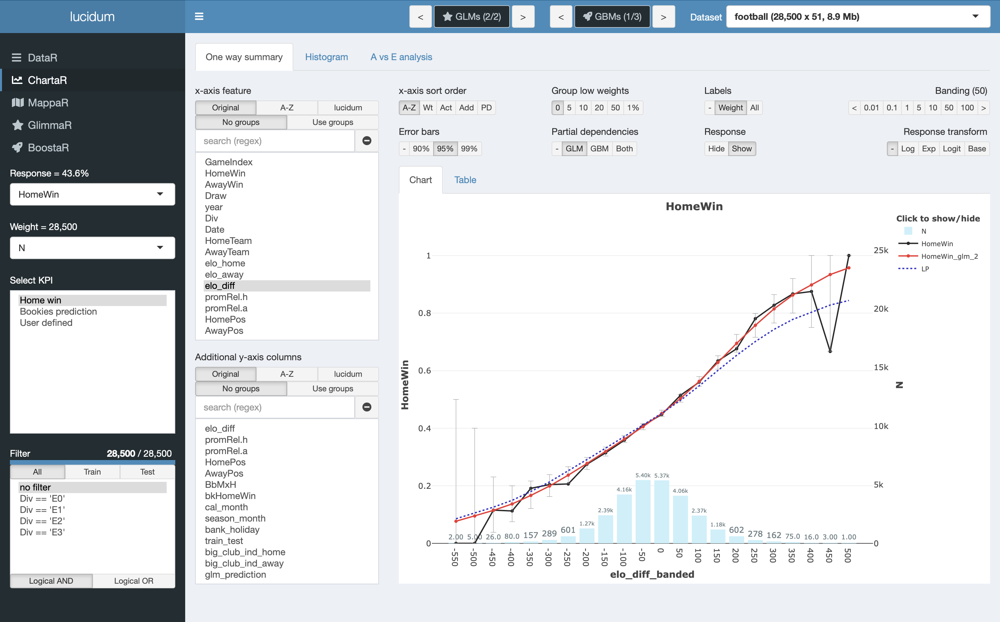 lucidum
< GLMs (2/2) > < GBMs (1/3) > Dataset football (28,500 x 51, 8.9 Mb)
DataR
ChartaR
MappaR
GlimmaR
BoostaR
Response = 43.6%
HomeWin
Weight = 28,500
N
Select KPI
Home win
Bookies prediction
User defined
Filter 28,500 / 28,500
All Train Test
no filter
Div == 'E0'
Div == 'E1'
Div == 'E2'
Div == 'E3'
Logical AND Logical OR
One way summary Histogram A vs E analysis
x-axis feature
Original A-Z lucidum
No groups Use groups
search (regex)
GameIndex
HomeWin
AwayWin
Draw
year
Div
Date
HomeTeam
AwayTeam
elo_home
elo_away
elo_diff
promRel.h
promRel.a
HomePos
AwayPos
Additional y-axis columns
Original A-Z lucidum
No groups Use groups
search (regex)
elo_diff
promRel.h
promRel.a
HomePos
AwayPos
BbMxH
bkHomeWin
cal_month
season_month
bank_holiday
train_test
big_club_ind_home
big_club_ind_away
glm_prediction
x-axis sort order
A-Z Wt Act Add PD
Group low weights
0 5 10 20 50 1%
Labels
- Weight All
Banding (50)
< 0.01 0.1 1 5 10 50 100 >
Error bars
- 90% 95% 99%
Partial dependencies
- GLM GBM Both
Response
Hide Show
Response transform
- Log Exp Logit Base
Chart Table
HomeWin
Click to show/hide
N
HomeWin
HomeWin_glm_2
LP
HomeWin
1
0.8
0.6
0.4
0.2
0
25k
20k
15k
10k
5k
0
N
2.00 5.00 26.0 80.0 157 289 601 1.27k 2.39k 4.16k 5.40k 5.37k 4.06k 2.37k 1.18k 602 278 162 75.0 16.0 3.00 1.00
-550 -500 -450 -400 -350 -300 -250 -200 -150 -100 -50 0 50 100 150 200 250 300 350 400 450 500
elo_diff_banded